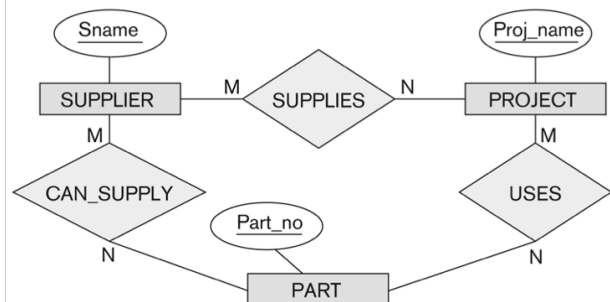 Sname
Proj_name
SUPPLIER
M
SUPPLIES
N
PROJECT
M
M
CAN_SUPPLY
USES
Part_no
N
N
PART